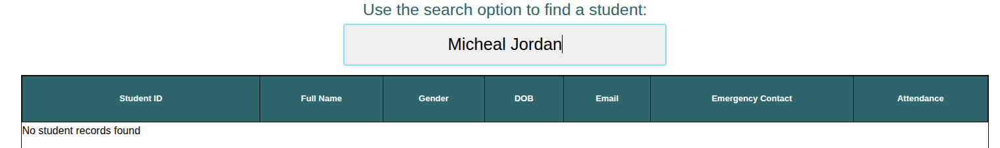 Use the search option to find a student:
Micheal Jordan
Student ID Full Name Gender DOB Email Emergency Contact Attendance
No student records found